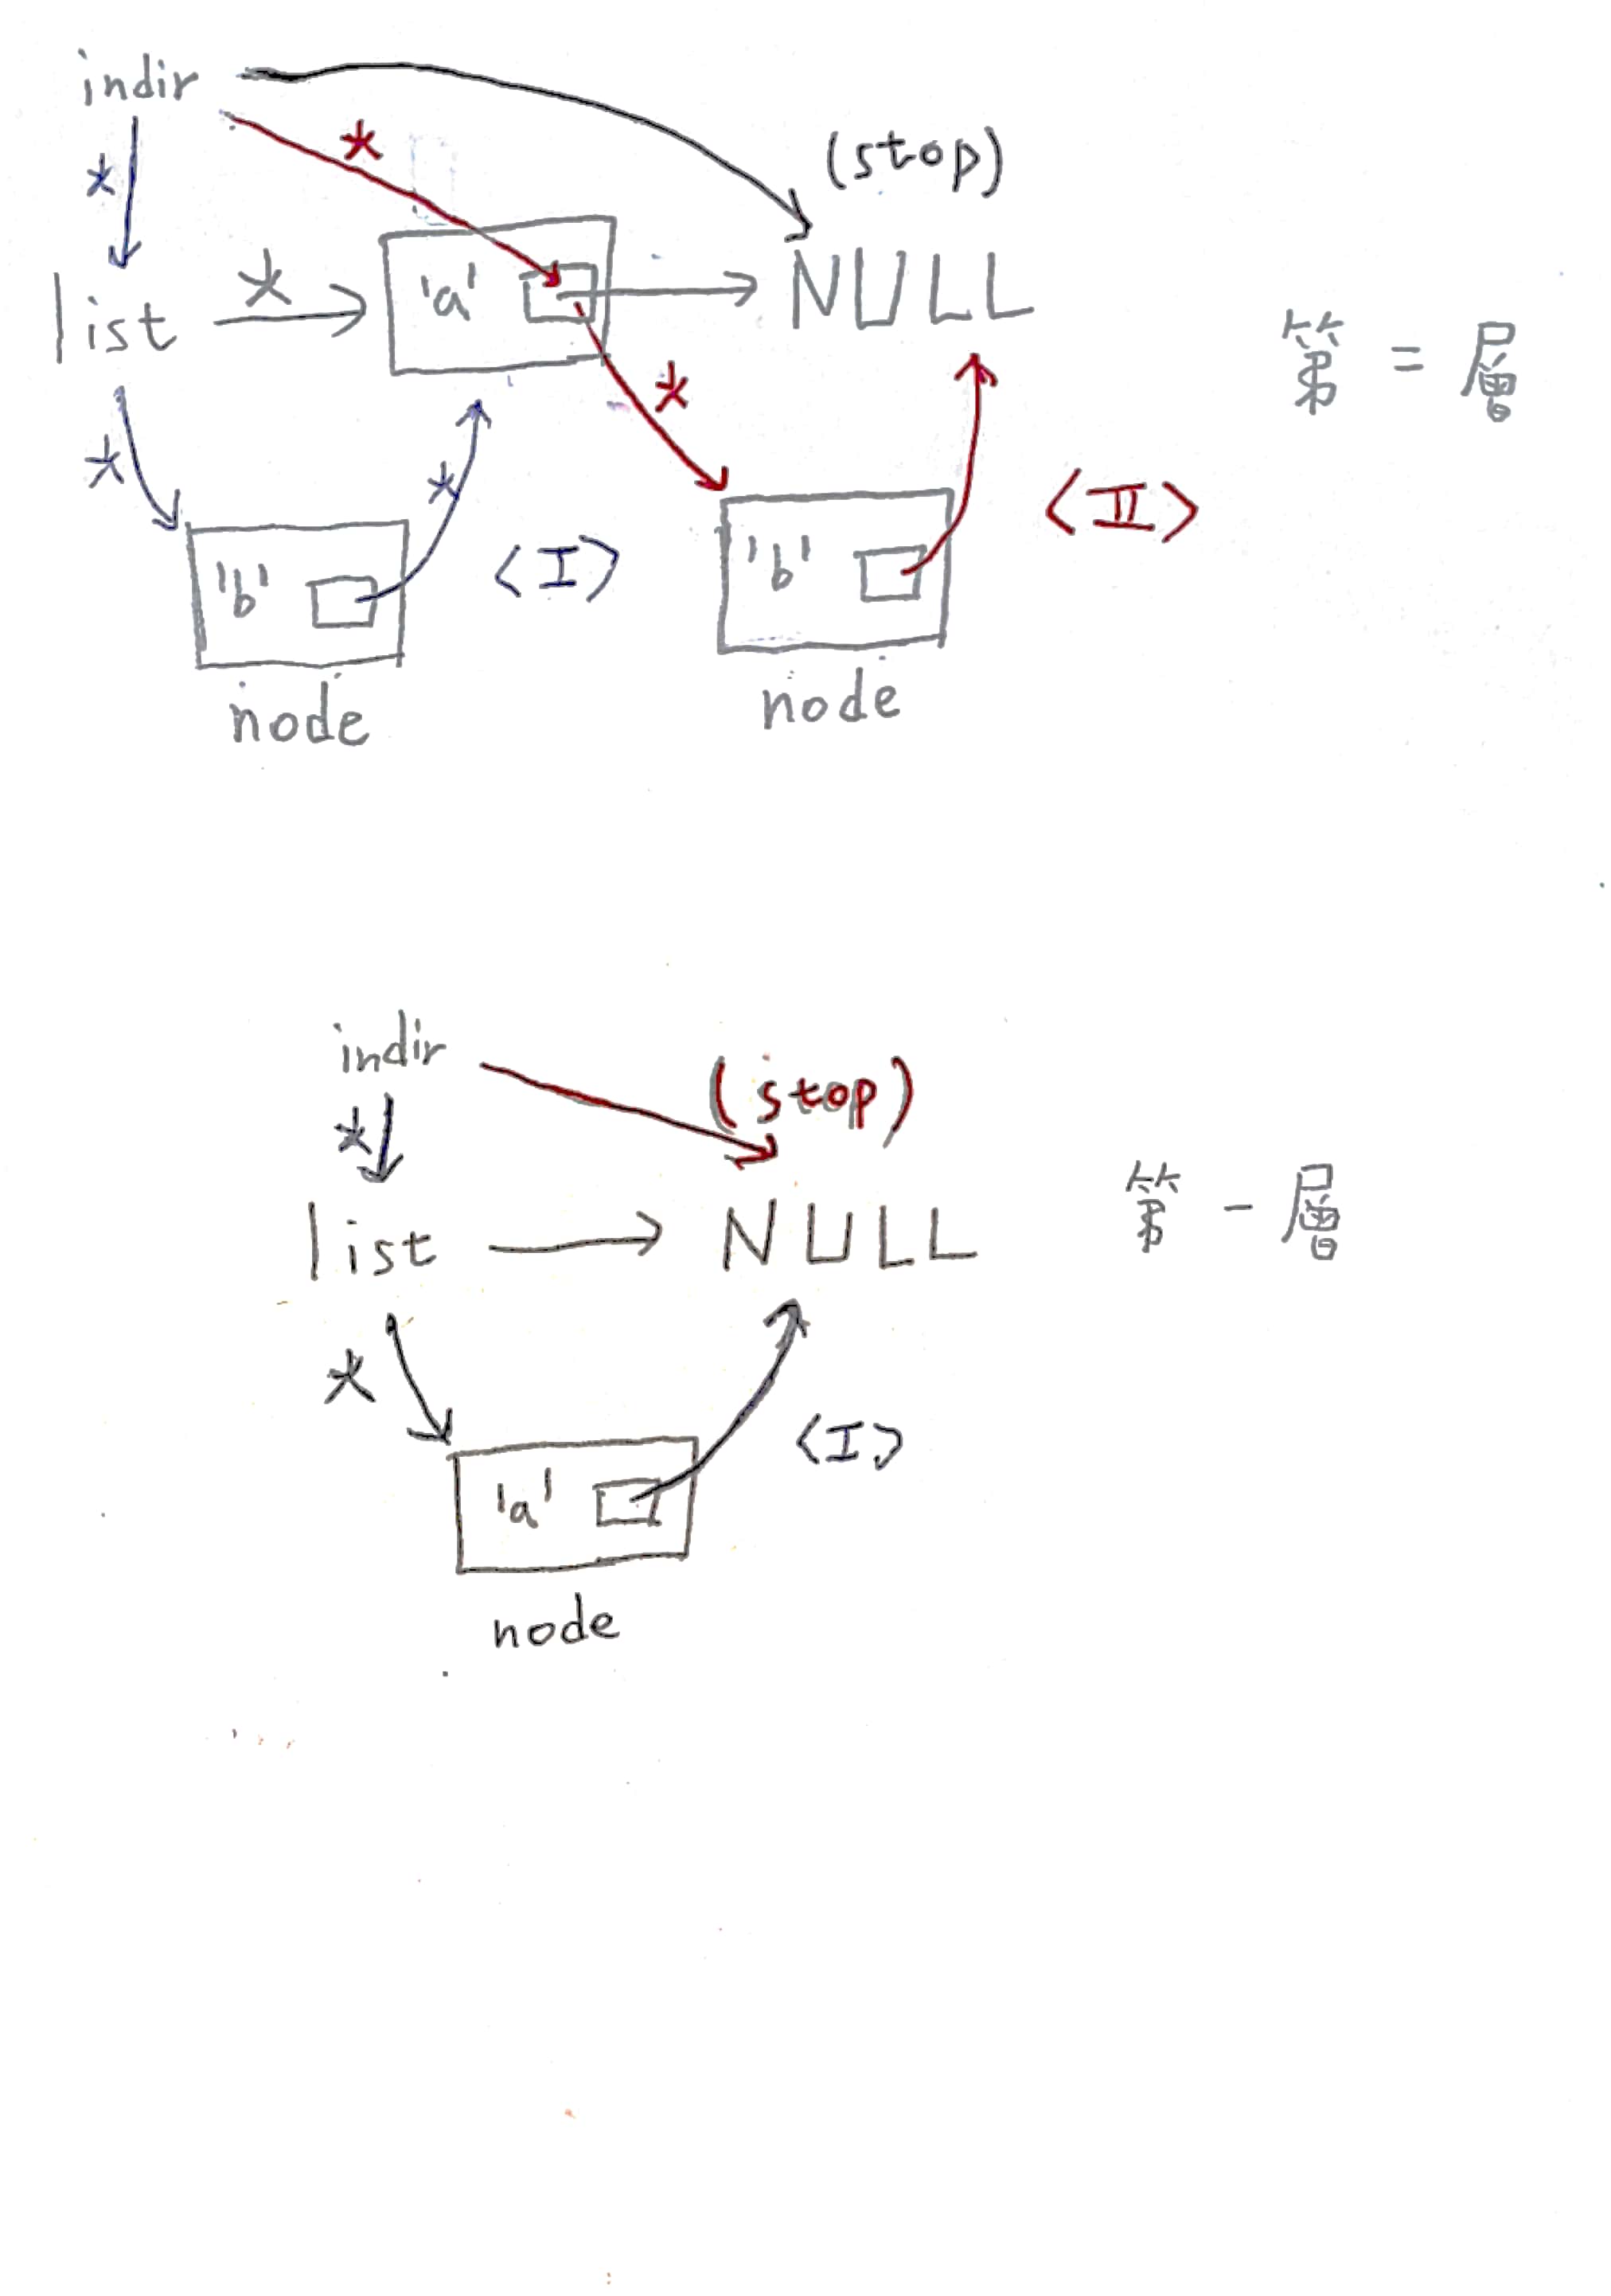 indir
*
*
(stop)
list
*
'a'
NULL
第二層
*
*
*
'b'
<I>
'b'
<II>
node
node
indir
(stop)
*
list
NULL
第一層
*
<I>
'a'
node